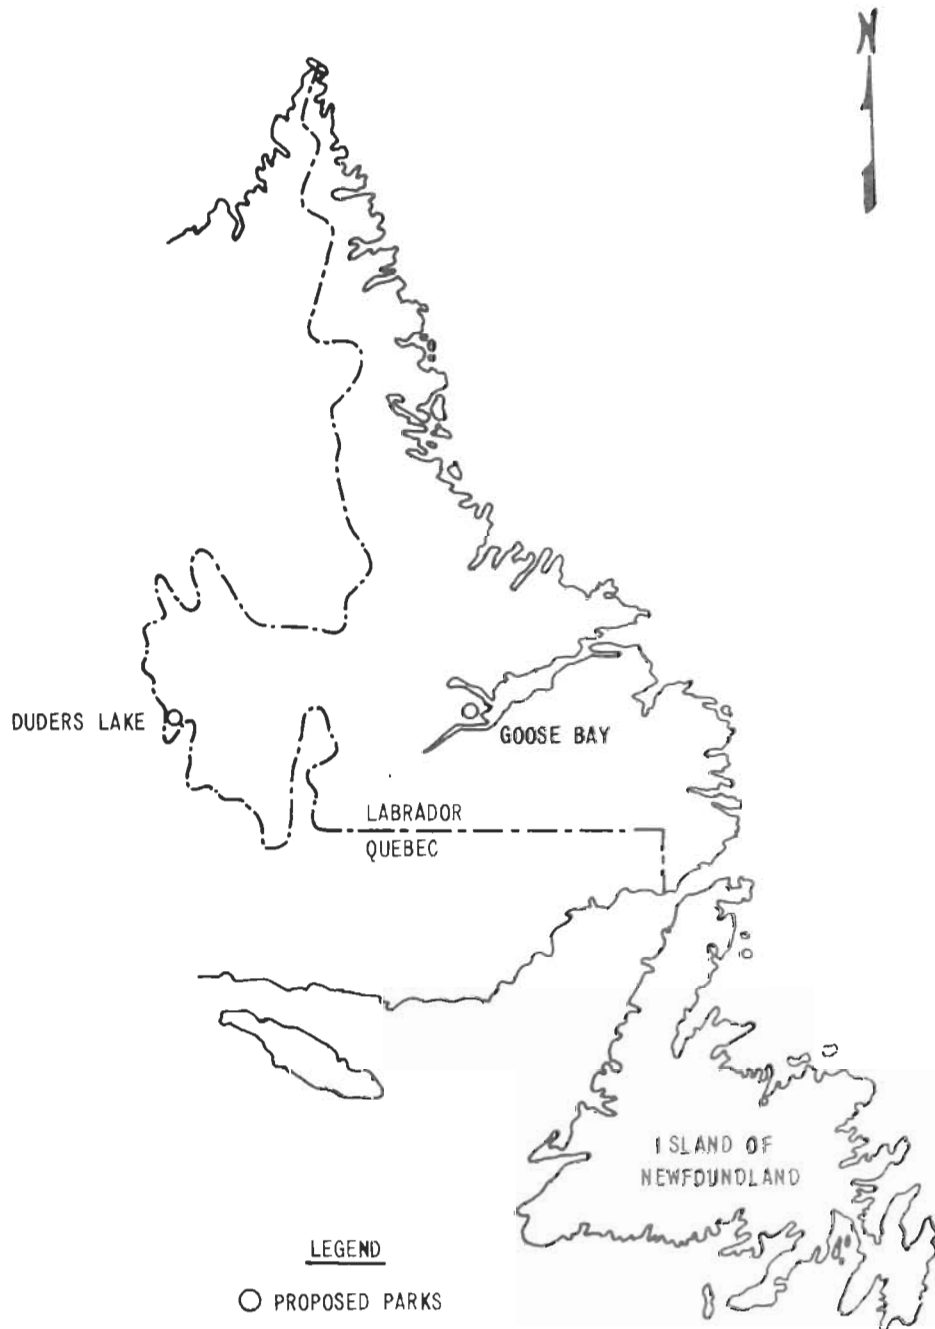 N
DUDERS LAKE
GOOSE BAY
LABRADOR
QUEBEC
ISLAND OF
NEWFOUNDLAND
LEGEND
PROPOSED PARKS